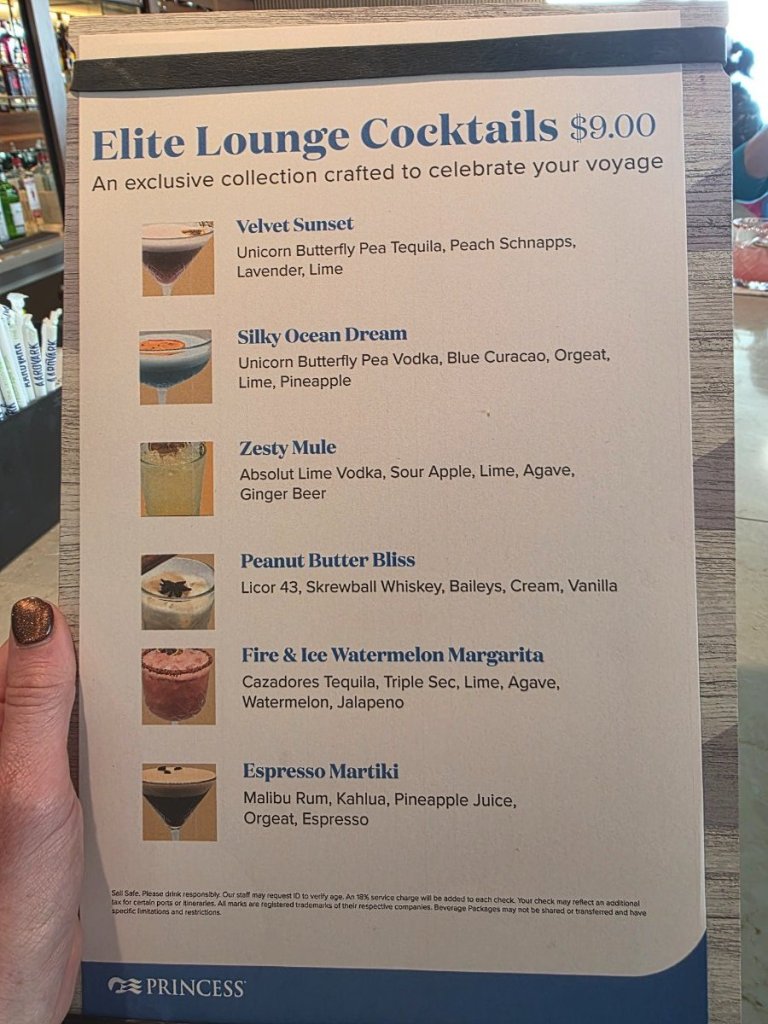 Elite Lounge Cocktails $9.00
An exclusive collection crafted to celebrate your voyage
Velvet Sunset
Unicorn Butterfly Pea Tequila, Peach Schnapps,
Lavender, Lime
Silky Ocean Dream
Unicorn Butterfly Pea Vodka, Blue Curacao, Orgeat,
Lime, Pineapple
Zesty Mule
Absolut Lime Vodka, Sour Apple, Lime, Agave,
Ginger Beer
Peanut Butter Bliss
Licor 43, Skrewball Whiskey, Baileys, Cream, Vanilla
Fire & Ice Watermelon Margarita
Cazadores Tequila, Triple Sec, Lime, Agave,
Watermelon, Jalapeno
Espresso Martiki
Malibu Rum, Kahlua, Pineapple Juice,
Orgeat, Espresso
Sail Safe. Please drink responsibly. Our staff may request ID to verify age. An 18% service charge will be added to each check. Your check may reflect an additional
tax for certain ports or itineraries. All marks are registered trademarks of their respective companies. Beverage Packages may not be shared or transferred and have
specific limitations and restrictions.
PRINCESS
AARDVARK
AARDVARK
AARDVARK